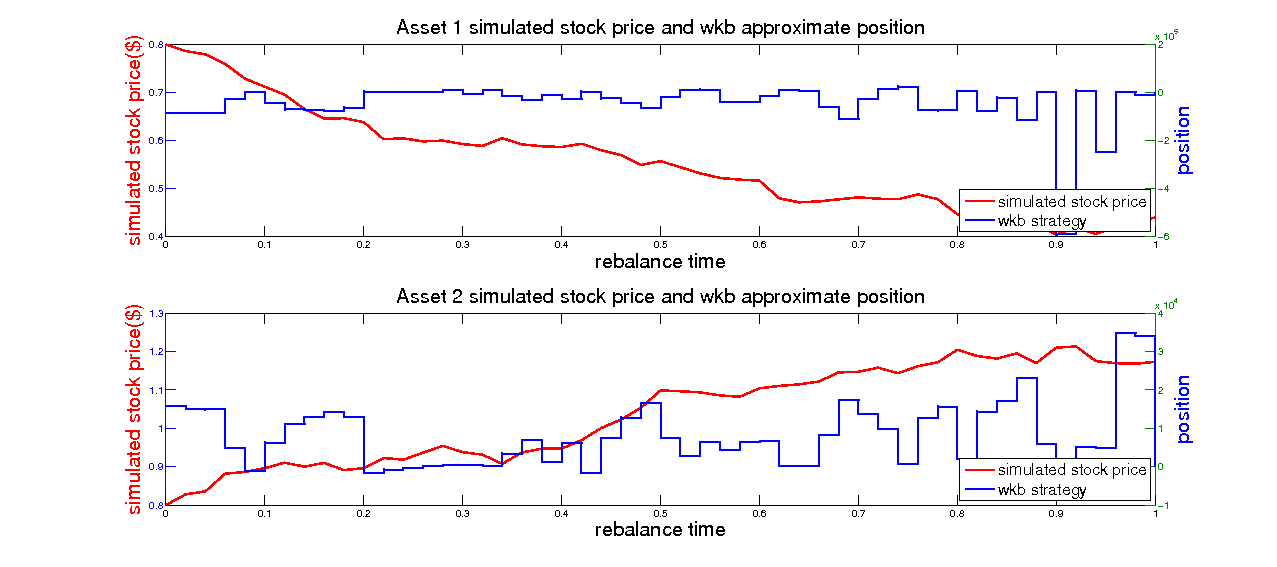 Asset 1 simulated stock price and wkb approximate position
x 10^5
simulated stock price($)
0.8
0.7
0.6
0.5
0.4
2
0
-2
-4
-6
position
simulated stock price
wkb strategy
0 0.1 0.2 0.3 0.4 0.5 0.6 0.7 0.8 0.9 1
rebalance time
Asset 2 simulated stock price and wkb approximate position
x 10^4
simulated stock price($)
1.3
1.2
1.1
1
0.9
0.8
4
3
2
1
0
-1
position
simulated stock price
wkb strategy
0 0.1 0.2 0.3 0.4 0.5 0.6 0.7 0.8 0.9 1
rebalance time